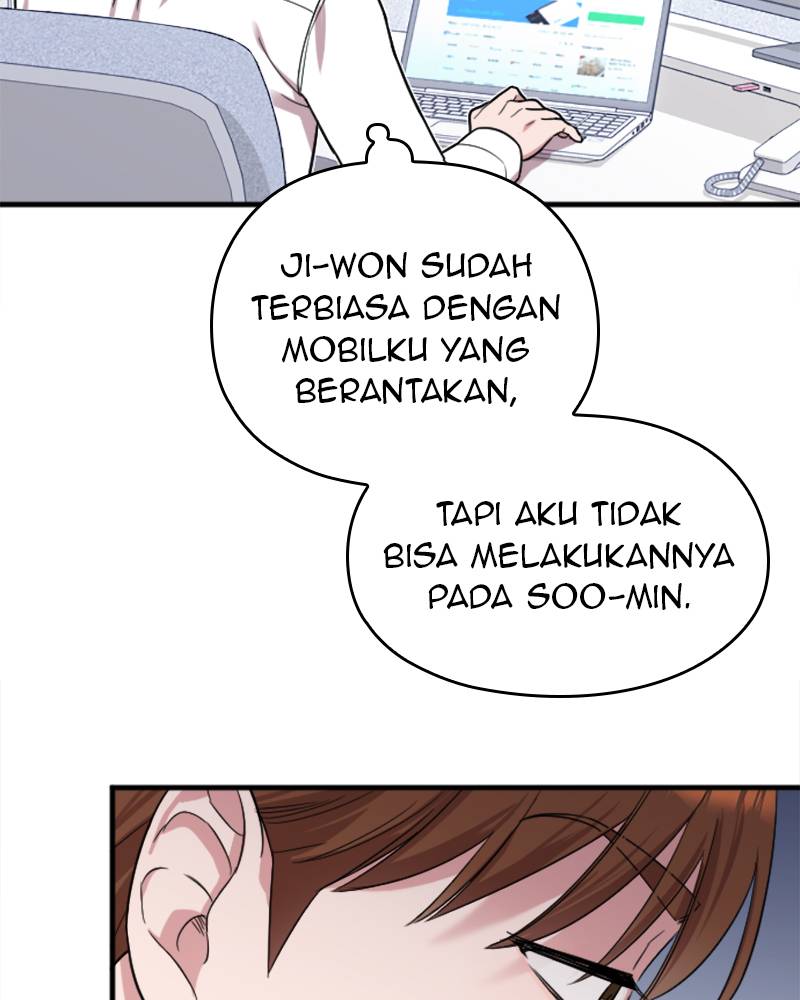 JI-WON SUDAH
TERBIASA DENGAN
MOBILKU YANG
BERANTAKAN,
TAPI AKU TIDAK
BISA MELAKUKANNYA
PADA SOO-MIN.